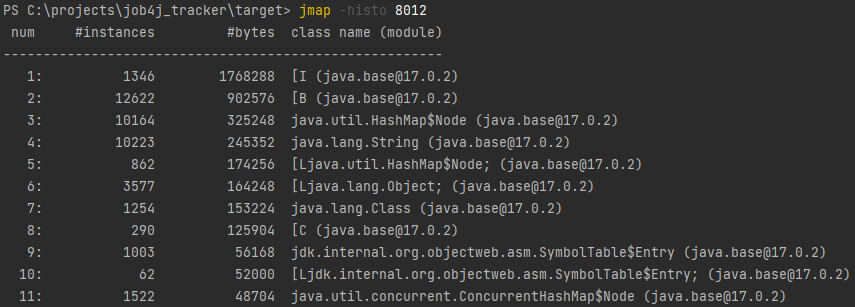 PS C:\projects\job4j_tracker\target> jmap -histo 8012
num #instances #bytes class name (module)
-------------------------------------------------------
1: 1346 1768288 [I (java.base@17.0.2)
2: 12622 902576 [B (java.base@17.0.2)
3: 10164 325248 java.util.HashMap$Node (java.base@17.0.2)
4: 10223 245352 java.lang.String (java.base@17.0.2)
5: 862 174256 [Ljava.util.HashMap$Node; (java.base@17.0.2)
6: 3577 164248 [Ljava.lang.Object; (java.base@17.0.2)
7: 1254 153224 java.lang.Class (java.base@17.0.2)
8: 290 125904 [C (java.base@17.0.2)
9: 1003 56168 jdk.internal.org.objectweb.asm.SymbolTable$Entry (java.base@17.0.2)
10: 62 52000 [Ljdk.internal.org.objectweb.asm.SymbolTable$Entry; (java.base@17.0.2)
11: 1522 48704 java.util.concurrent.ConcurrentHashMap$Node (java.base@17.0.2)